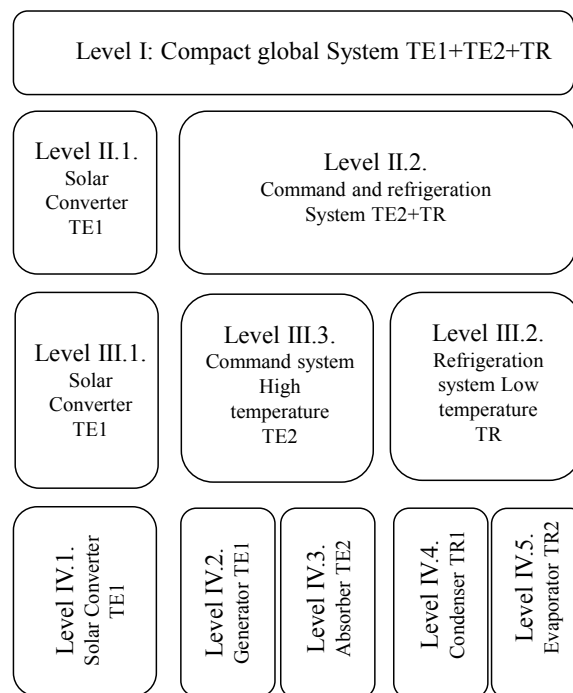 Level I: Compact global System TE1+TE2+TR
Level II.1.
Solar
Converter
TE1
Level II.2.
Command and refrigeration
System TE2+TR
Level III.1.
Solar
Converter
TE1
Level III.3.
Command system
High
temperature
TE2
Level III.2.
Refrigeration
system Low
temperature
TR
Level IV.1.
Solar Converter
TE1
Level IV.2.
Generator TE1
Level IV.3.
Absorber TE2
Level IV.4.
Condenser TR1
Level IV.5.
Evaporator TR2